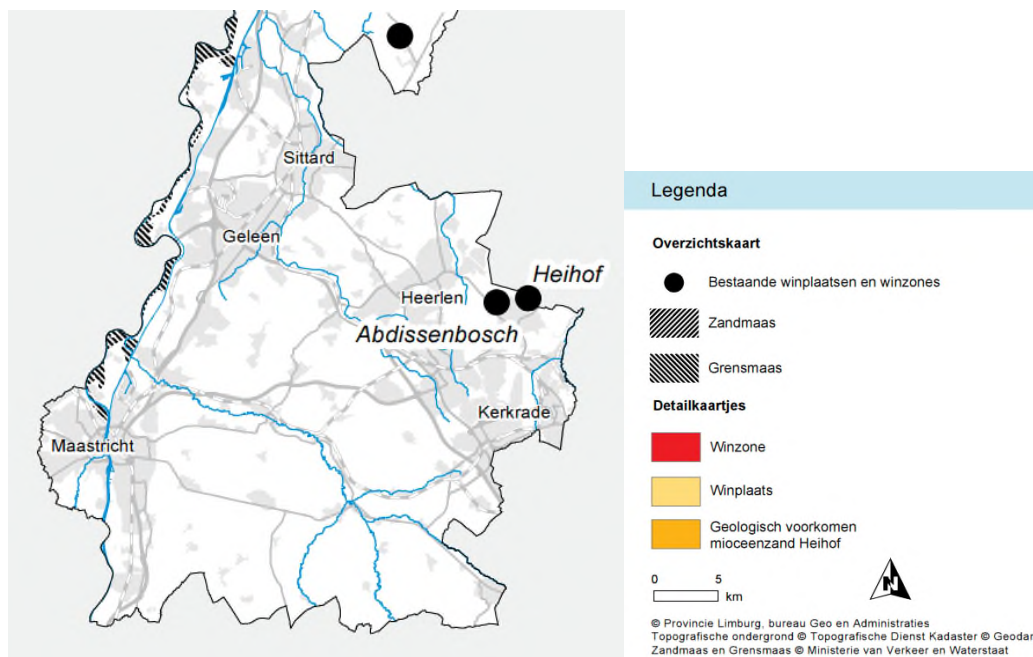 Sittard
Geleen
Heihof
Heerlen
Abdissenbosch
Kerkrade
Maastricht
Legenda
Overzichtskaart
Bestaande winplaatsen en winzones
Zandmaas
Grensmaas
Detailkaartjes
Winzone
Winplaats
Geologisch voorkomen
mioceenzand Heihof
0 5
km
N
© Provincie Limburg, bureau Geo en Administraties
Topografische ondergrond © Topografische Dienst Kadaster © Geodan
Zandmaas en Grensmaas © Ministerie van Verkeer en Waterstaat